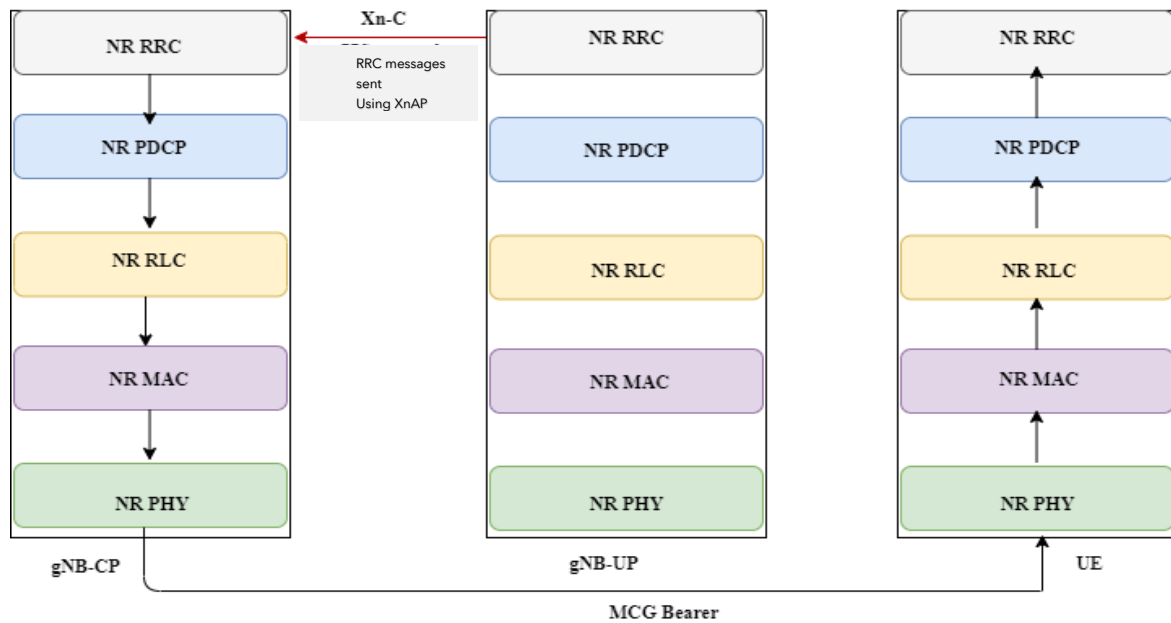 Xn-C
RRC messages
sent
Using XnAP
NR RRC
NR PDCP
NR RLC
NR MAC
NR PHY
gNB-CP
NR RRC
NR PDCP
NR RLC
NR MAC
NR PHY
gNB-UP
NR RRC
NR PDCP
NR RLC
NR MAC
NR PHY
UE
MCG Bearer